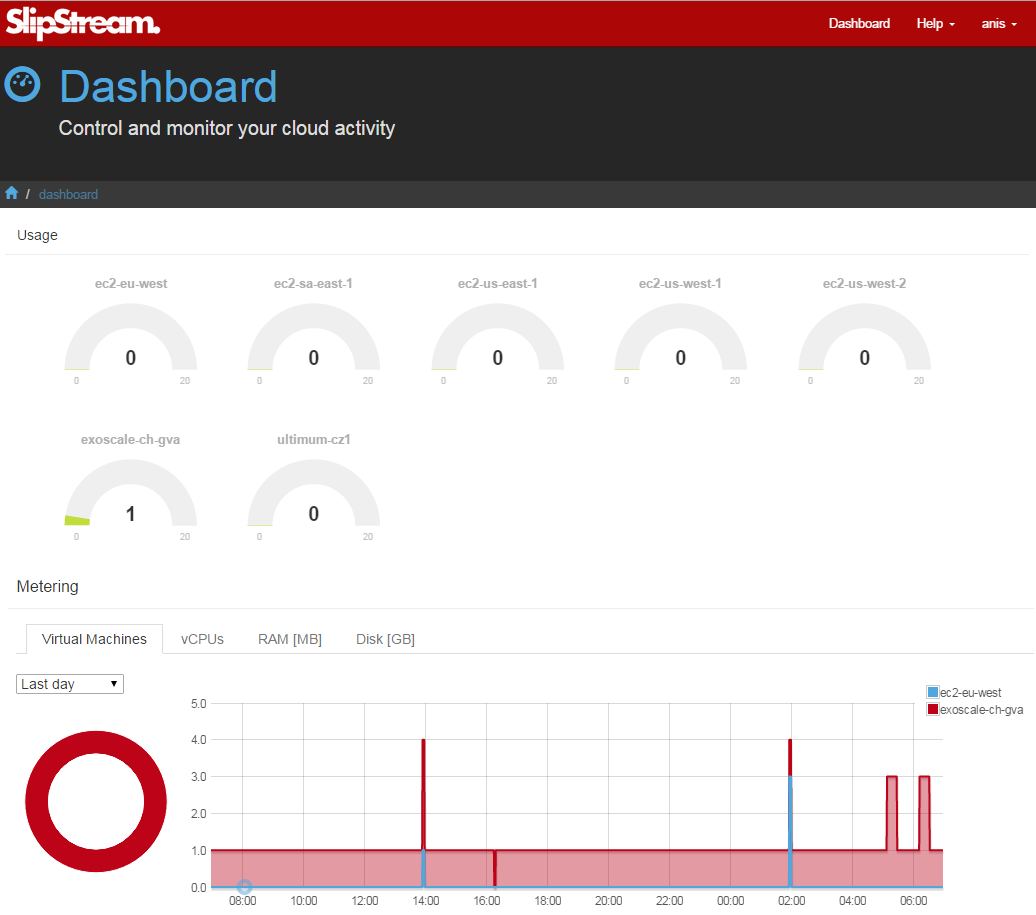 SlipStream.
Dashboard Help anis
Dashboard
Control and monitor your cloud activity
/ dashboard
Usage
ec2-eu-west ec2-sa-east-1 ec2-us-east-1 ec2-us-west-1 ec2-us-west-2
0 0 0 0 0
0 20 0 20 0 20 0 20 0 20
exoscale-ch-gva ultimum-cz1
1 0
0 20 0 20
Metering
Virtual Machines vCPUs RAM [MB] Disk [GB]
Last day
ec2-eu-west
exoscale-ch-gva
5.0
4.0
3.0
2.0
1.0
0.0
08:00 10:00 12:00 14:00 16:00 18:00 20:00 22:00 00:00 02:00 04:00 06:00